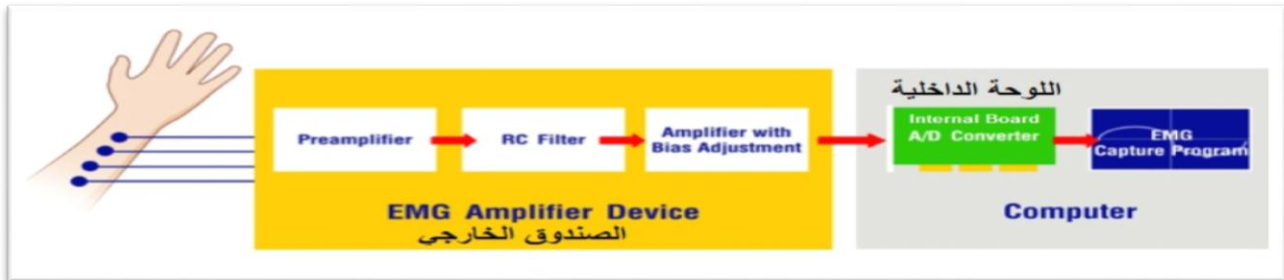 Preamplifier
RC Filter
Amplifier with
Bias Adjustment
EMG Amplifier Device
الصندوق الخارجي
اللوحة الداخلية
Internal Board
A/D Converter
EMG
Capture Program
Computer